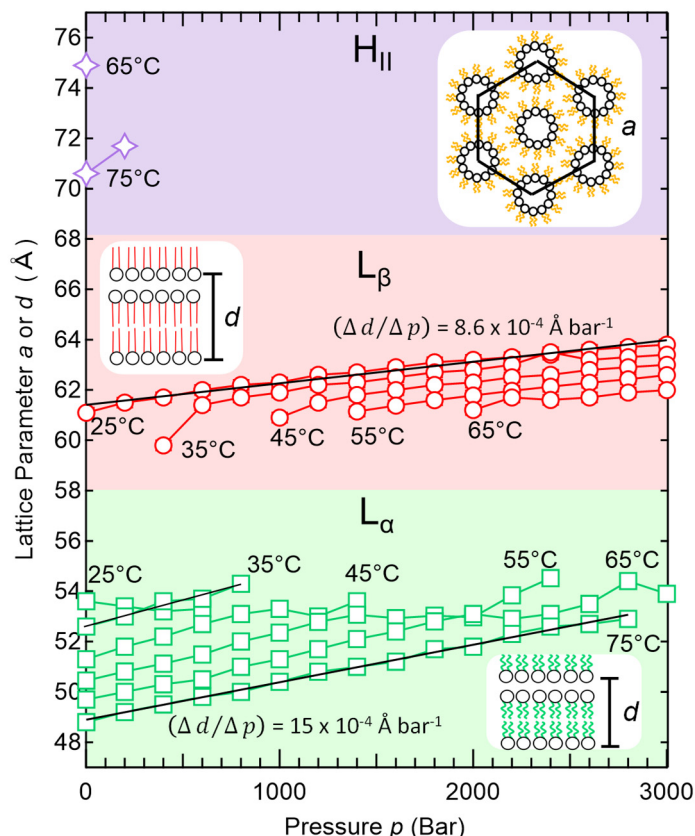 76
74
72
70
68
66
64
62
60
58
56
54
52
50
48
Lattice Parameter a or d (Å)
H_II
65°C
75°C
a
L_β
d
(Δd/Δp) = 8.6 x 10⁻⁴ Å bar⁻¹
25°C
35°C
45°C
55°C
65°C
L_α
25°C
35°C
45°C
55°C
65°C
75°C
(Δd/Δp) = 15 x 10⁻⁴ Å bar⁻¹
d
0
1000
2000
3000
Pressure p (Bar)